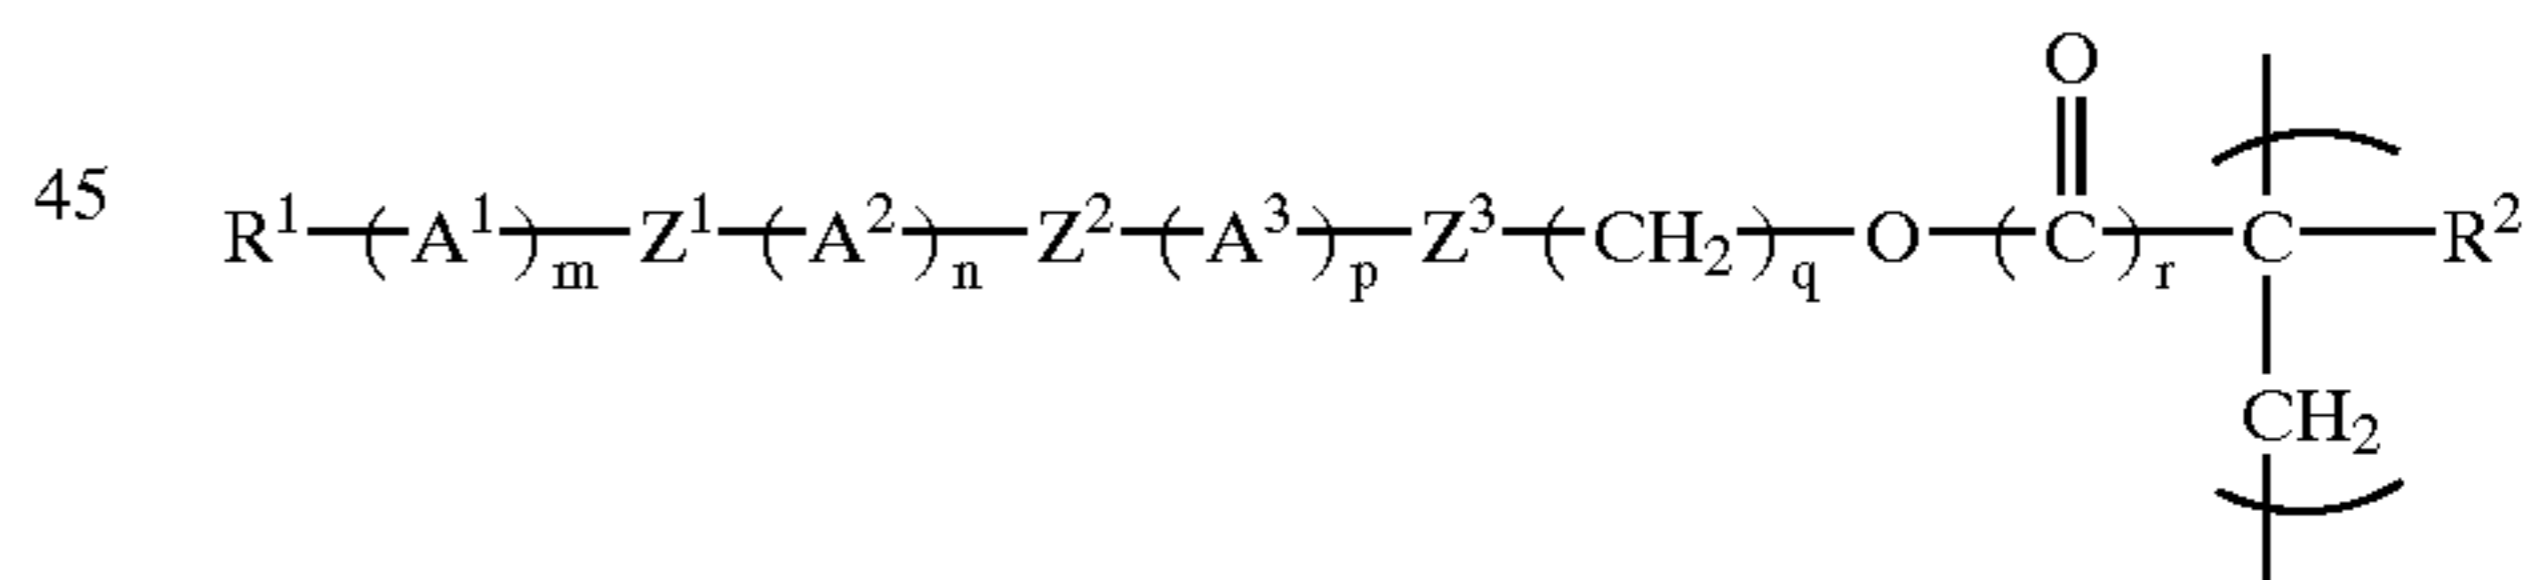 O
45 R¹—(A¹)ₘ—Z¹—(A²)ₙ—Z²—(A³)ₚ—Z³—(CH₂)q—O—(C)r—C—R²
CH₂